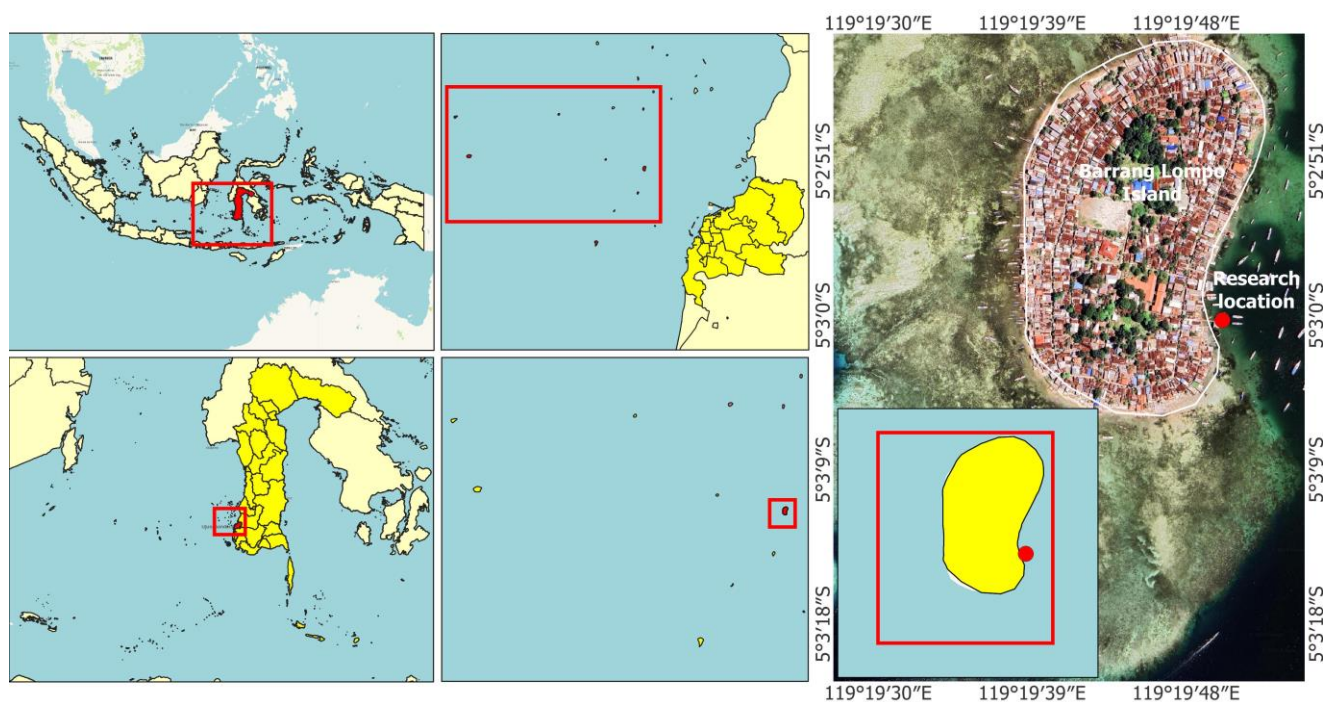 119°19′30″E 119°19′39″E 119°19′48″E
5°2′51″S
5°2′51″S
Barrang Lompo
Island
Research
location
5°3′0″S
5°3′0″S
5°3′9″S
5°3′9″S
5°3′18″S
5°3′18″S
119°19′30″E 119°19′39″E 119°19′48″E